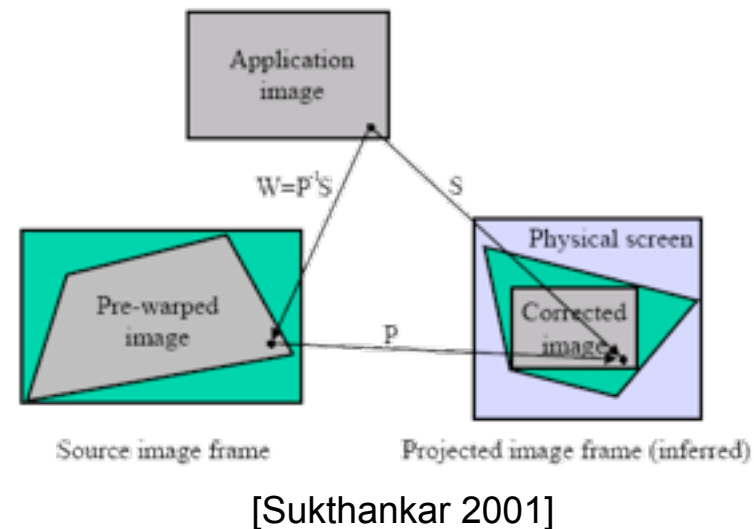 Application
image
W=P⁻¹S
S
Physical screen
Pre-warped
image
Corrected
image
P
Source image frame
Projected image frame (inferred)
[Sukthankar 2001]